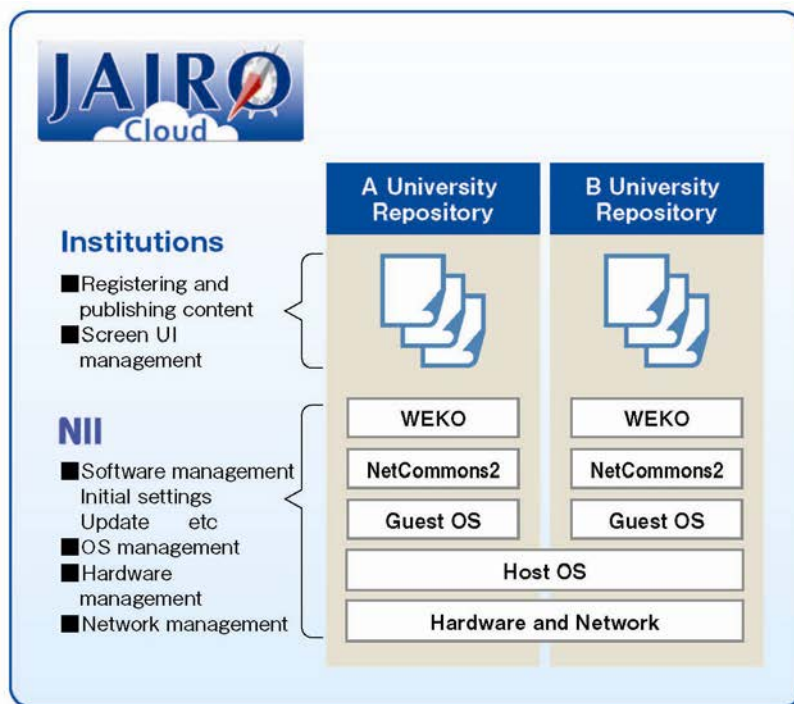 JAIRO
Cloud
A University
Repository
B University
Repository
Institutions
■Registering and
publishing content
■Screen UI
management
NII
■Software management
Initial settings
Update etc
■OS management
■Hardware
management
■Network management
WEKO
WEKO
NetCommons2
NetCommons2
Guest OS
Guest OS
Host OS
Hardware and Network